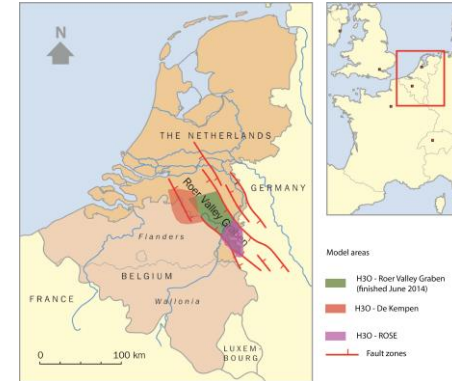 N
THE NETHERLANDS
GERMANY
Roer Valley Graben
Flanders
BELGIUM
FRANCE
Wallonia
LUXEM-
BOURG
0 100 km
Model areas
H3O - Roer Valley Graben
(finished June 2014)
H3O - De Kempen
H3O - ROSE
Fault zones